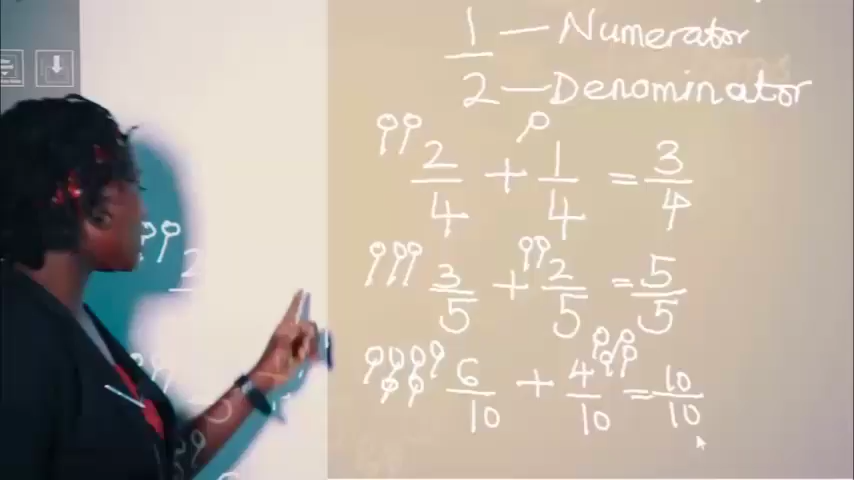 1 — Numerator
2 — Denominator
2/4 + 1/4 = 3/4
3/5 + 2/5 = 5/5
6/10 + 4/10 = 10/10